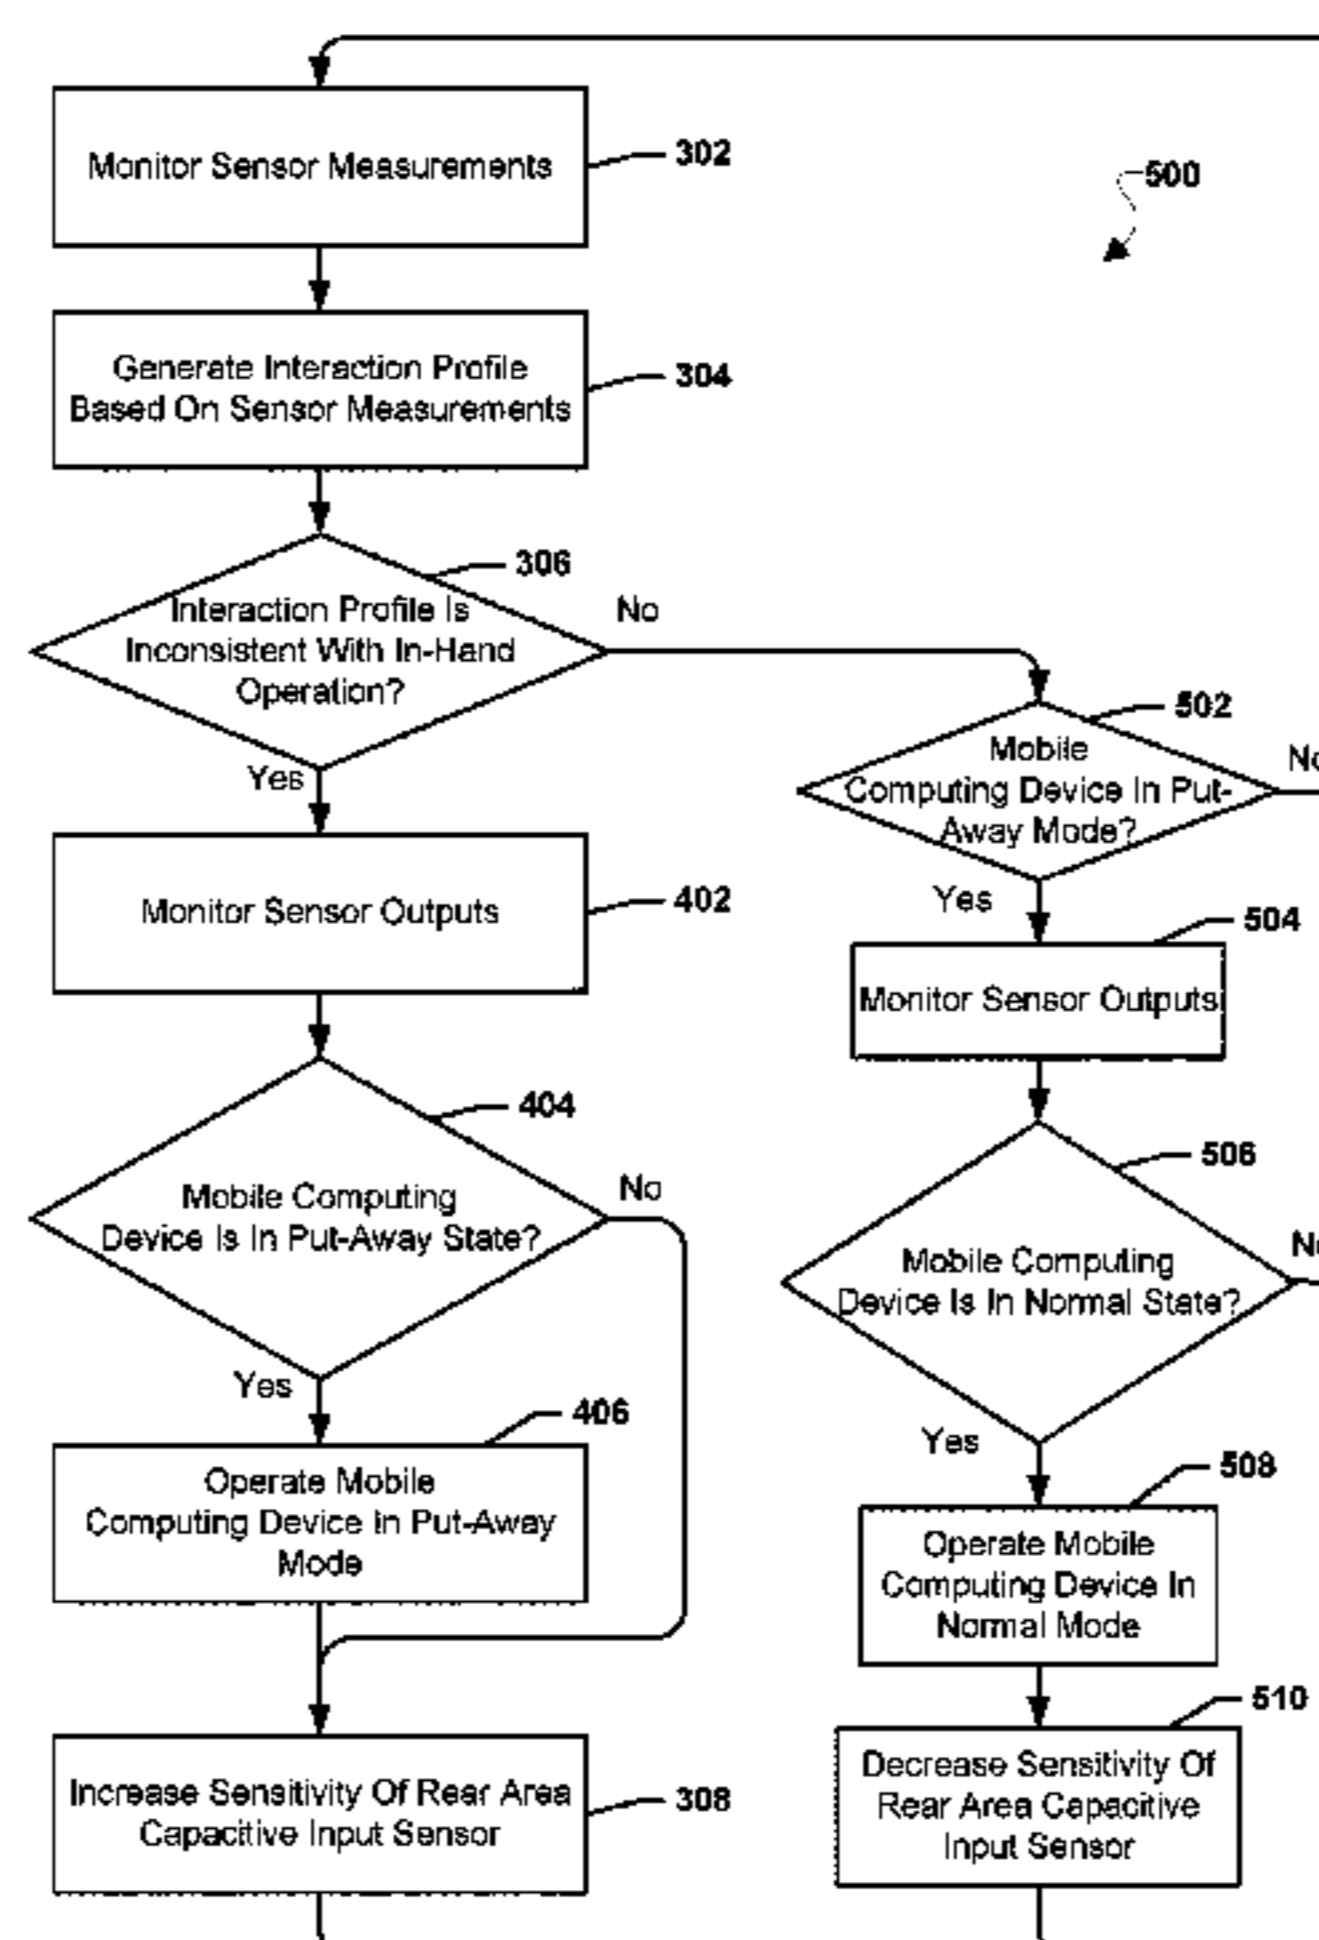 Monitor Sensor Measurements
302
500
Generate Interaction Profile
Based On Sensor Measurements
304
306
Interaction Profile Is
Inconsistent With In-Hand
Operation?
No
Yes
502
Mobile
Computing Device In Put-
Away Mode?
No
Yes
Monitor Sensor Outputs
402
504
Monitor Sensor Outputs
404
Mobile Computing
Device Is In Put-Away State?
No
Yes
506
Mobile Computing
Device Is In Normal State?
No
Yes
406
Operate Mobile
Computing Device In Put-Away
Mode
508
Operate Mobile
Computing Device In
Normal Mode
Increase Sensitivity Of Rear Area
Capacitive Input Sensor
308
510
Decrease Sensitivity Of
Rear Area Capacitive
Input Sensor